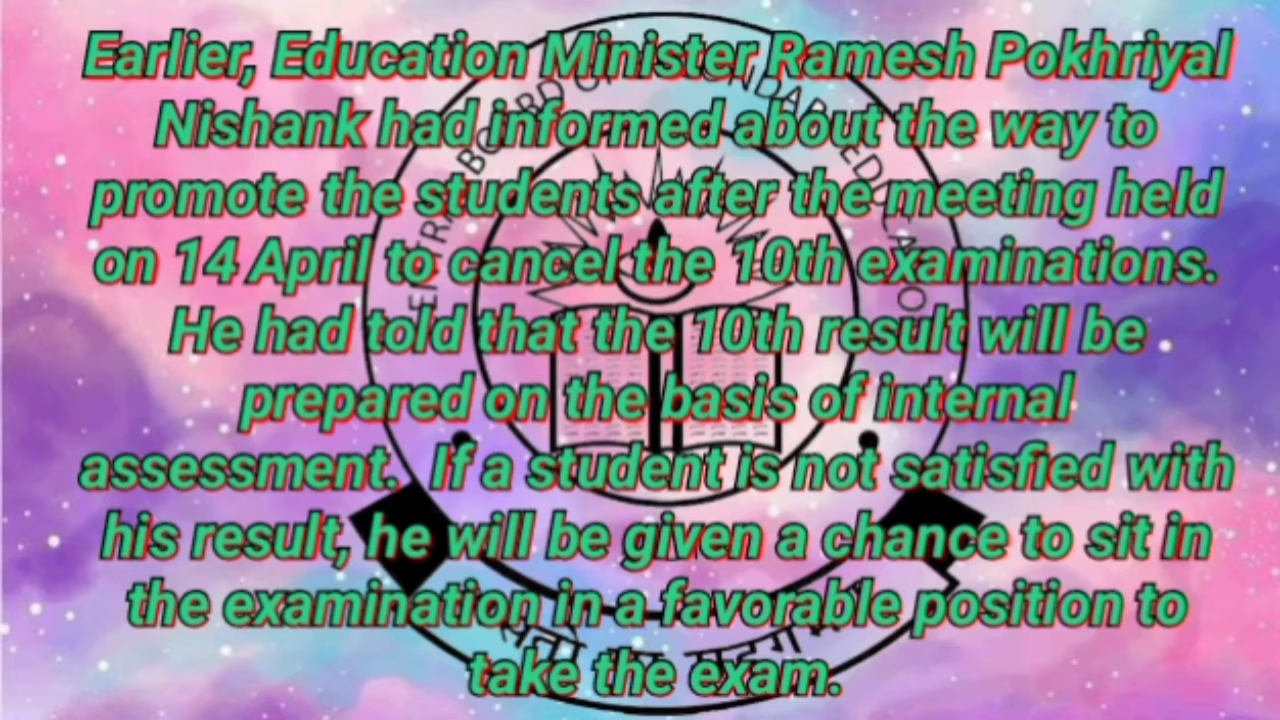 Earlier, Education Minister Ramesh Pokhriyal
Nishank had informed about the way to
promote the students after the meeting held
on 14 April to cancel the 10th examinations.
He had told that the 10th result will be
prepared on the basis of internal
assessment. If a student is not satisfied with
his result, he will be given a chance to sit in
the examination in a favorable position to
take the exam.